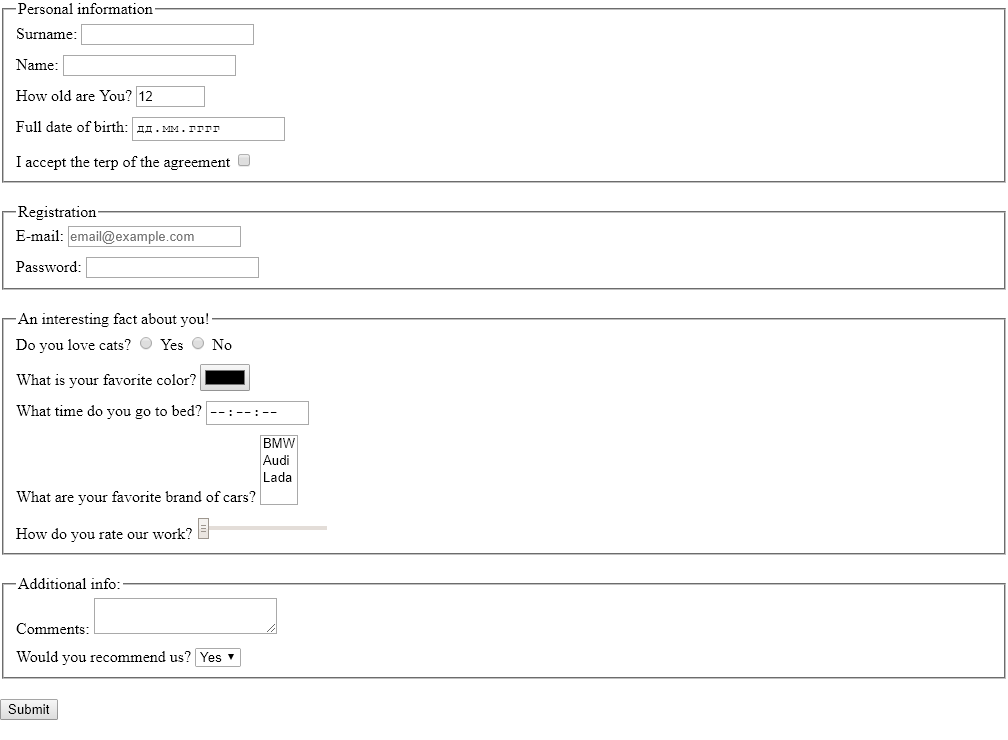 Personal information
Surname:
Name:
How old are You? 12
Full date of birth: дд.мм.гггг
I accept the terp of the agreement
Registration
E-mail: email@example.com
Password:
An interesting fact about you!
Do you love cats? Yes No
What is your favorite color?
What time do you go to bed? --:--:--
BMW
Audi
Lada
What are your favorite brand of cars?
How do you rate our work?
Additional info:
Comments:
Would you recommend us? Yes
Submit